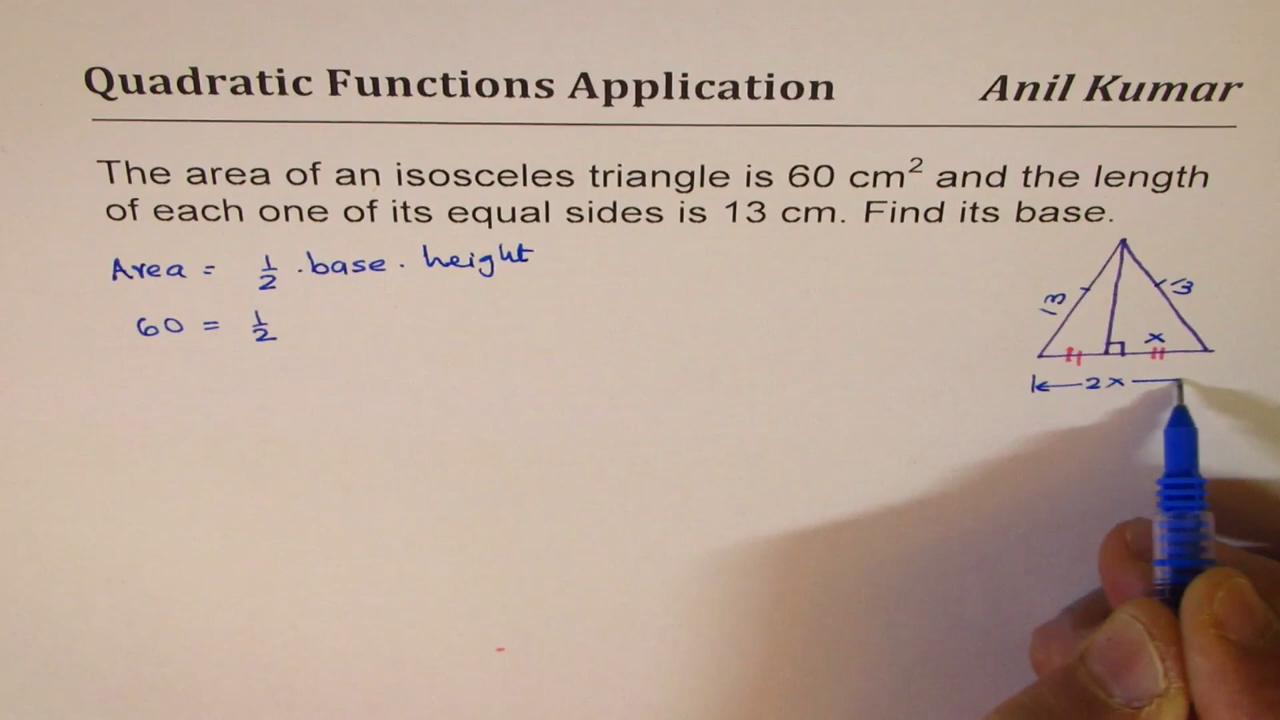 Quadratic Functions Application Anil Kumar
The area of an isosceles triangle is 60 cm² and the length
of each one of its equal sides is 13 cm. Find its base.
Area = 1/2 . base . height
60 = 1/2
13 13
x
2x